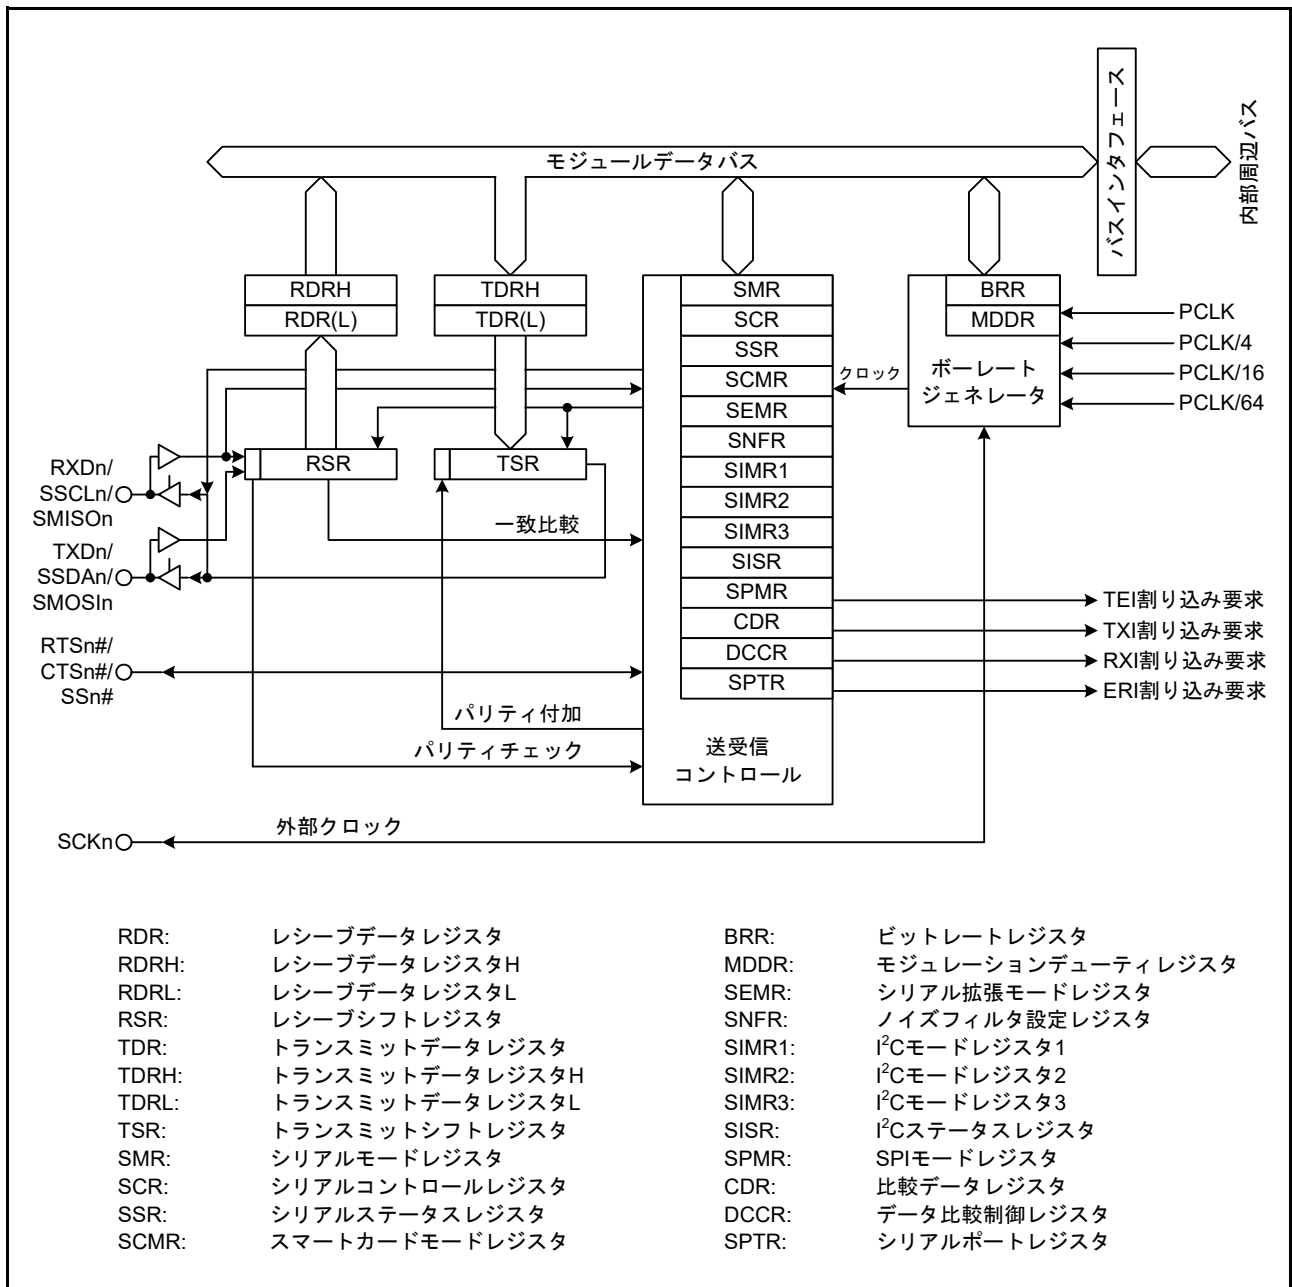 モジュールデータバス
バスインタフェース
内部周辺バス
RDRH
RDR(L)
TDRH
TDR(L)
SMR
SCR
SSR
SCMR
SEMR
SNFR
SIMR1
SIMR2
SIMR3
SISR
SPMR
CDR
DCCR
SPTR
送受信
コントロール
BRR
MDDR
ボーレート
ジェネレータ
クロック
PCLK
PCLK/4
PCLK/16
PCLK/64
RSR
TSR
RXDn/
SSCLn/
SMISOn
TXDn/
SSDAn/
SMOSIn
一致比較
RTSn#/
CTSn#/
SSn#
パリティ付加
パリティチェック
TEI割り込み要求
TXI割り込み要求
RXI割り込み要求
ERI割り込み要求
SCKn
外部クロック
RDR: レシーブデータレジスタ
RDRH: レシーブデータレジスタH
RDRL: レシーブデータレジスタL
RSR: レシーブシフトレジスタ
TDR: トランスミットデータレジスタ
TDRH: トランスミットデータレジスタH
TDRL: トランスミットデータレジスタL
TSR: トランスミットシフトレジスタ
SMR: シリアルモードレジスタ
SCR: シリアルコントロールレジスタ
SSR: シリアルステータスレジスタ
SCMR: スマートカードモードレジスタ
BRR: ビットレートレジスタ
MDDR: モジュレーションデューティレジスタ
SEMR: シリアル拡張モードレジスタ
SNFR: ノイズフィルタ設定レジスタ
SIMR1: I²Cモードレジスタ1
SIMR2: I²Cモードレジスタ2
SIMR3: I²Cモードレジスタ3
SISR: I²Cステータスレジスタ
SPMR: SPIモードレジスタ
CDR: 比較データレジスタ
DCCR: データ比較制御レジスタ
SPTR: シリアルポートレジスタ